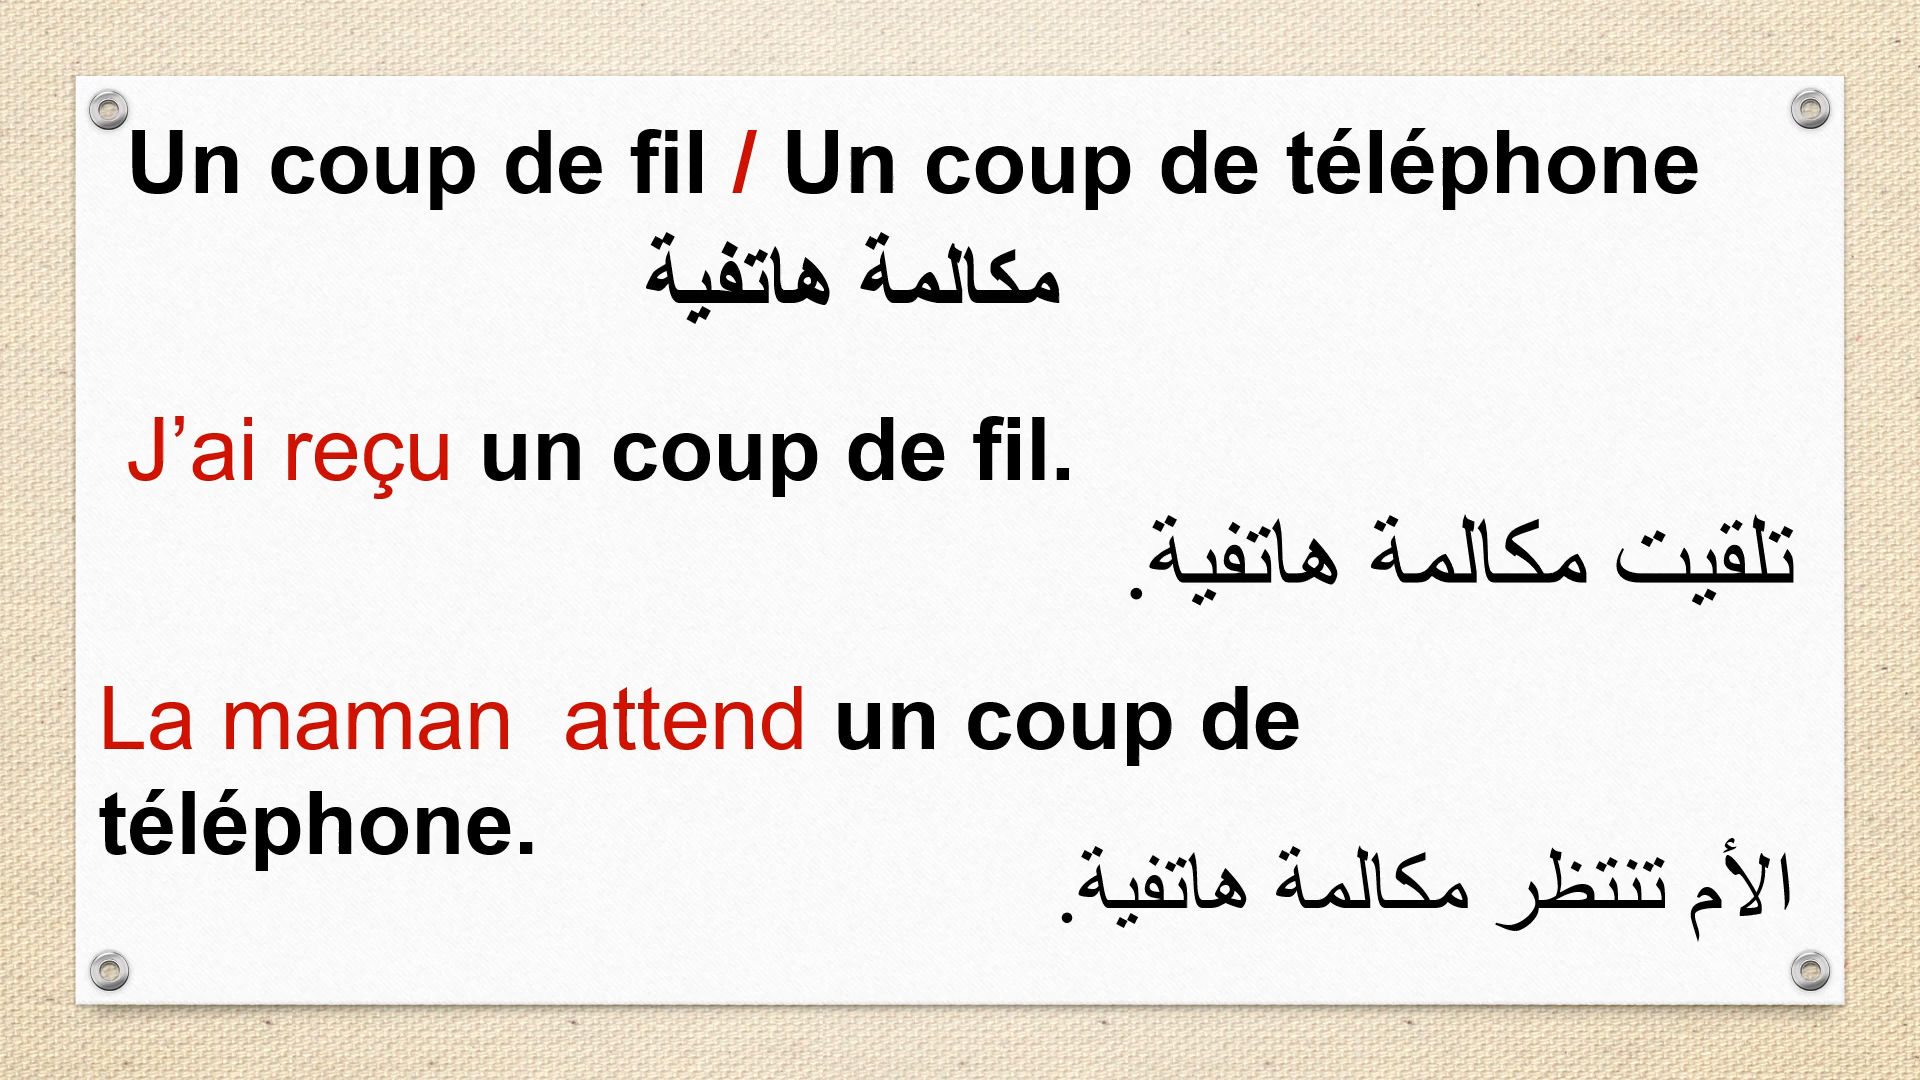 Un coup de fil / Un coup de téléphone
مكالمة هاتفية
J’ai reçu un coup de fil.
تلقيت مكالمة هاتفية.
La maman  attend un coup de
téléphone.
الأم تنتظر مكالمة هاتفية.